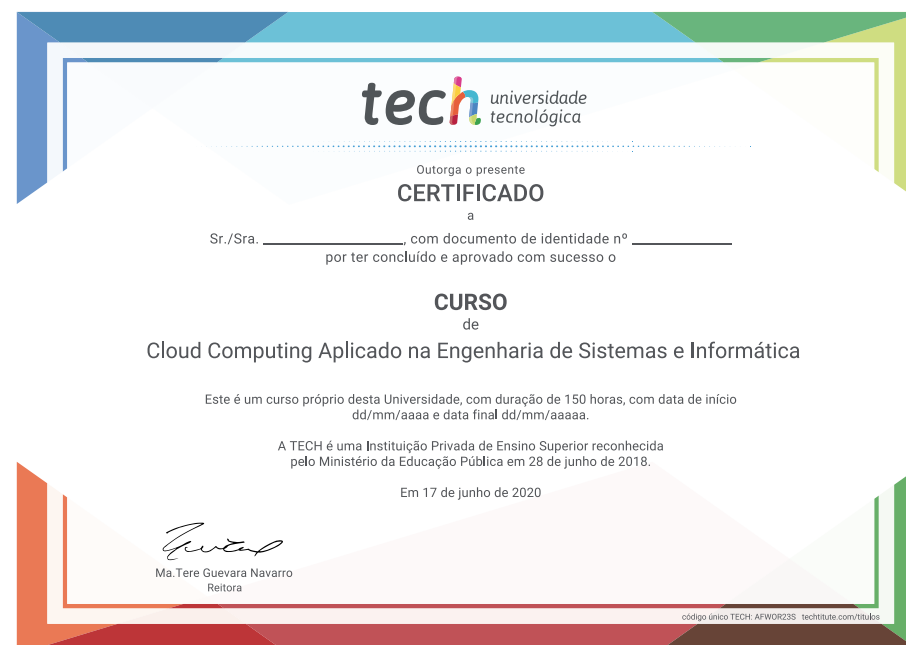 tech universidade
tecnológica
Outorga o presente
CERTIFICADO
a
Sr./Sra. ____________, com documento de identidade nº ____________
por ter concluído e aprovado com sucesso o
CURSO
de
Cloud Computing Aplicado na Engenharia de Sistemas e Informática
Este é um curso próprio desta Universidade, com duração de 150 horas, com data de início
dd/mm/aaaa e data final dd/mm/aaaaa.
A TECH é uma Instituição Privada de Ensino Superior reconhecida
pelo Ministério da Educação Pública em 28 de junho de 2018.
Em 17 de junho de 2020
Ma.Tere Guevara Navarro
Reitora
código único TECH: AFWOR23S techtitute.com/titulos